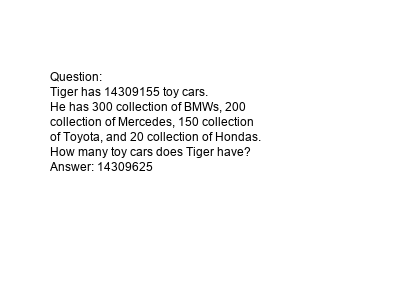 Question:
Tiger has 14309155 toy cars.
He has 300 collection of BMWs, 200
collection of Mercedes, 150 collection
of Toyota, and 20 collection of Hondas.
How many toy cars does Tiger have?
Answer: 14309625